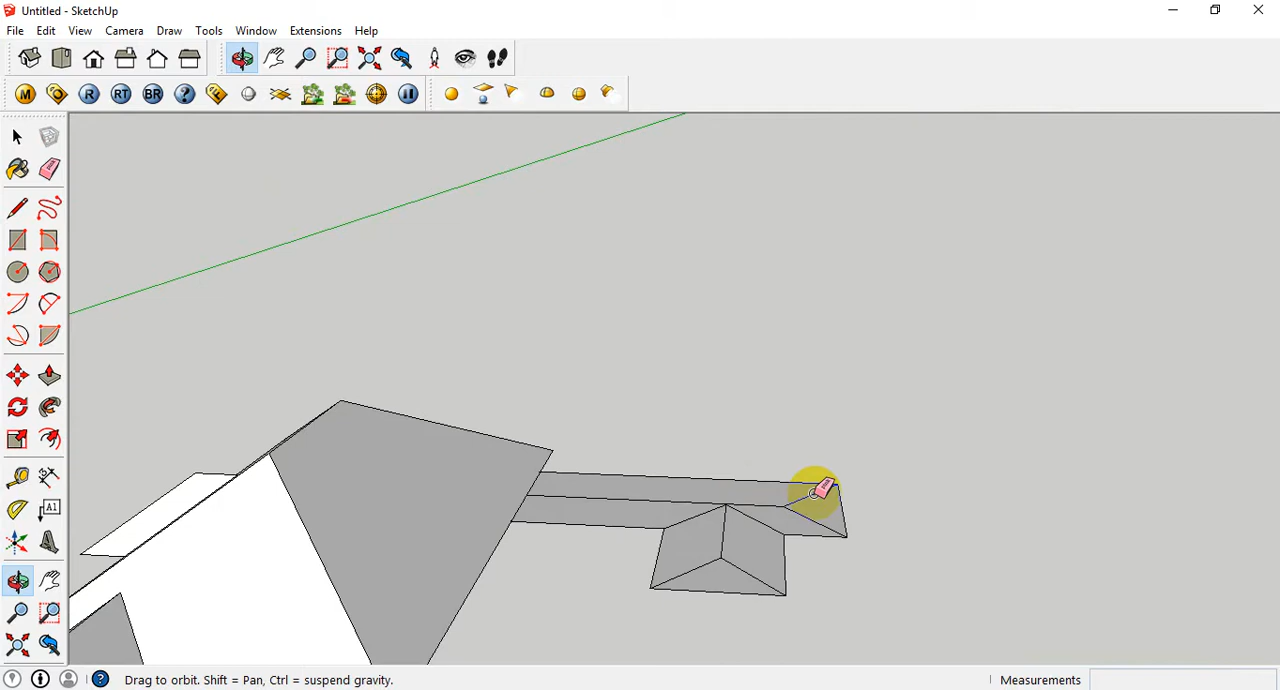 Untitled - SketchUp
File Edit View Camera Draw Tools Window Extensions Help
M R RT BR ?
A1
Drag to orbit. Shift = Pan, Ctrl = suspend gravity.
Measurements